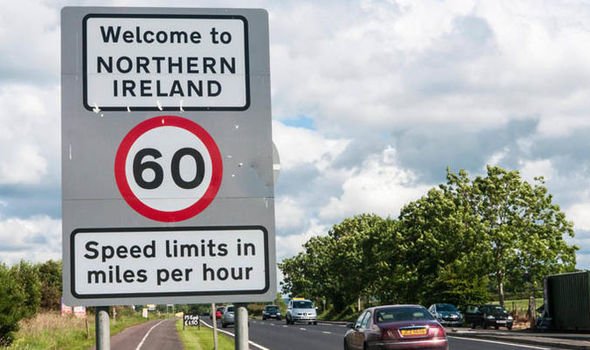 Welcome to
NORTHERN
IRELAND
60
Speed limits in
miles per hour